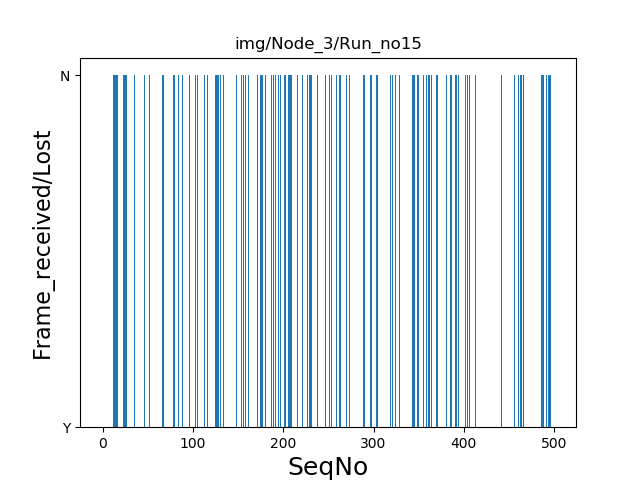 img/Node_3/Run_no15
N
Frame_received/Lost
Y
0 100 200 300 400 500
SeqNo